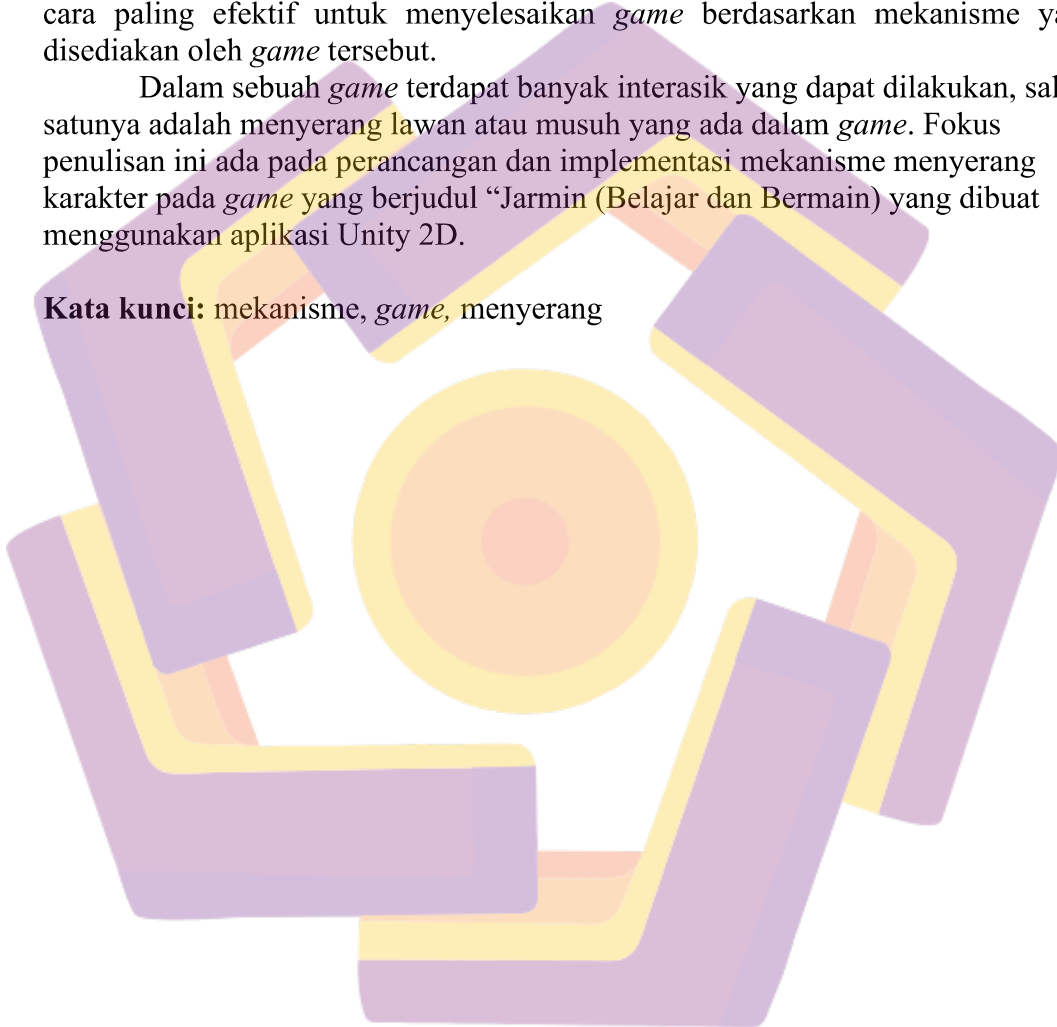 cara paling efektif untuk menyelesaikan game berdasarkan mekanisme
disediakan oleh game tersebut.
Dalam sebuah game terdapat banyak interasik yang dapat dilakukan,
satunya adalah menyerang lawan atau musuh yang ada dalam game. Fokus
penulisan ini ada pada perancangan dan implementasi mekanisme menyerang
karakter pada game yang berjudul “Jarmin (Belajar dan Bermain) yang dibuat
menggunakan aplikasi Unity 2D.
Kata kunci: mekanisme, game, menyerang